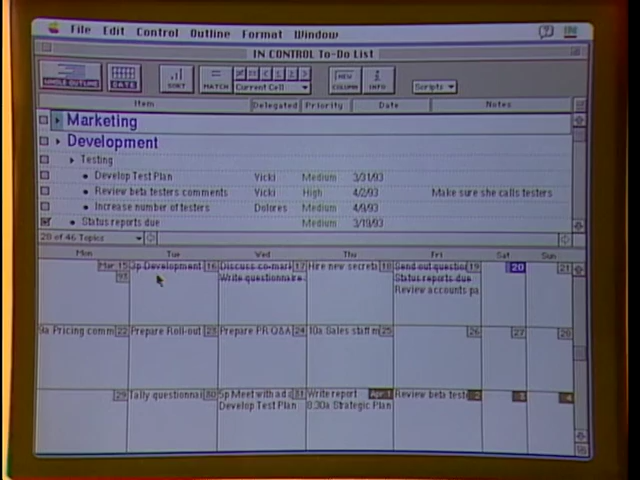 File Edit Control Outline Format Window
IN CONTROL To-Do List
WHOLE OUTLINE DATE SORT MATCH Current Cell NEW COLUMN INFO Scripts
Item Delegated Priority Date Notes
Marketing
Development
Testing
Develop Test Plan Vicki Medium 3/31/93
Review beta testers comments Vicki High 4/2/93 Make sure she calls testers
Increase number of testers Dolores Medium 4/9/93
Status reports due Medium 3/19/93
20 of 46 Topics
Mon Tue Wed Thu Fri Sat Sun
Mar 15 3p Development 16 Discuss co-mark 17 Hire new secreta 18 Send out questio 19 20 21
93 Write questionnaire Status reports due
Review accounts pa
9a Pricing comm 22 Prepare Roll-out 23 Prepare PR Q&A 24 10a Sales staff m 25 26 27 28
29 Tally questionnai 30 5p Meet with ad a 31 Write report Apr 1 Review beta test 2 3 4
Develop Test Plan 8:30a Strategic Plan